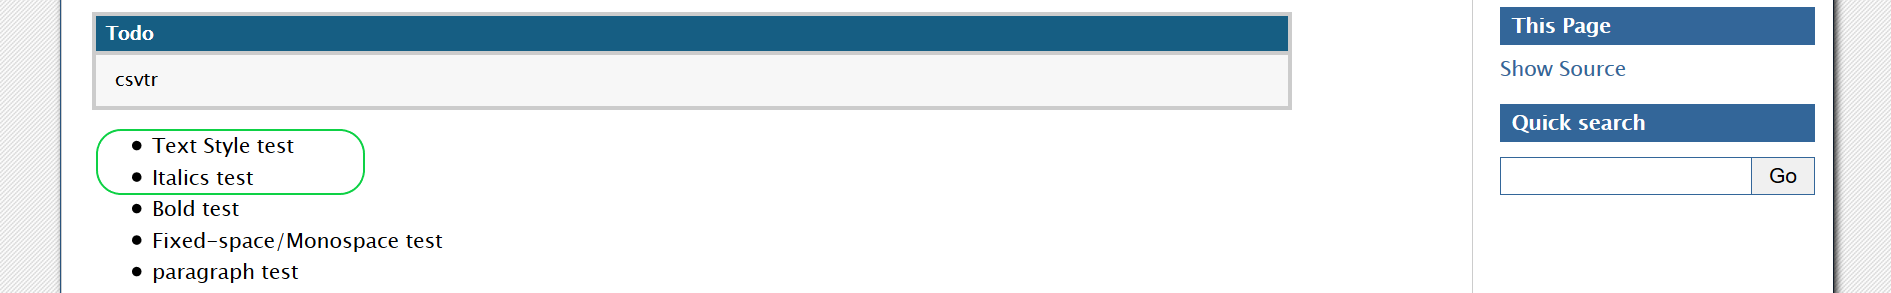 Todo
csvtr
Text Style test
Italics test
Bold test
Fixed-space/Monospace test
paragraph test
This Page
Show Source
Quick search
Go